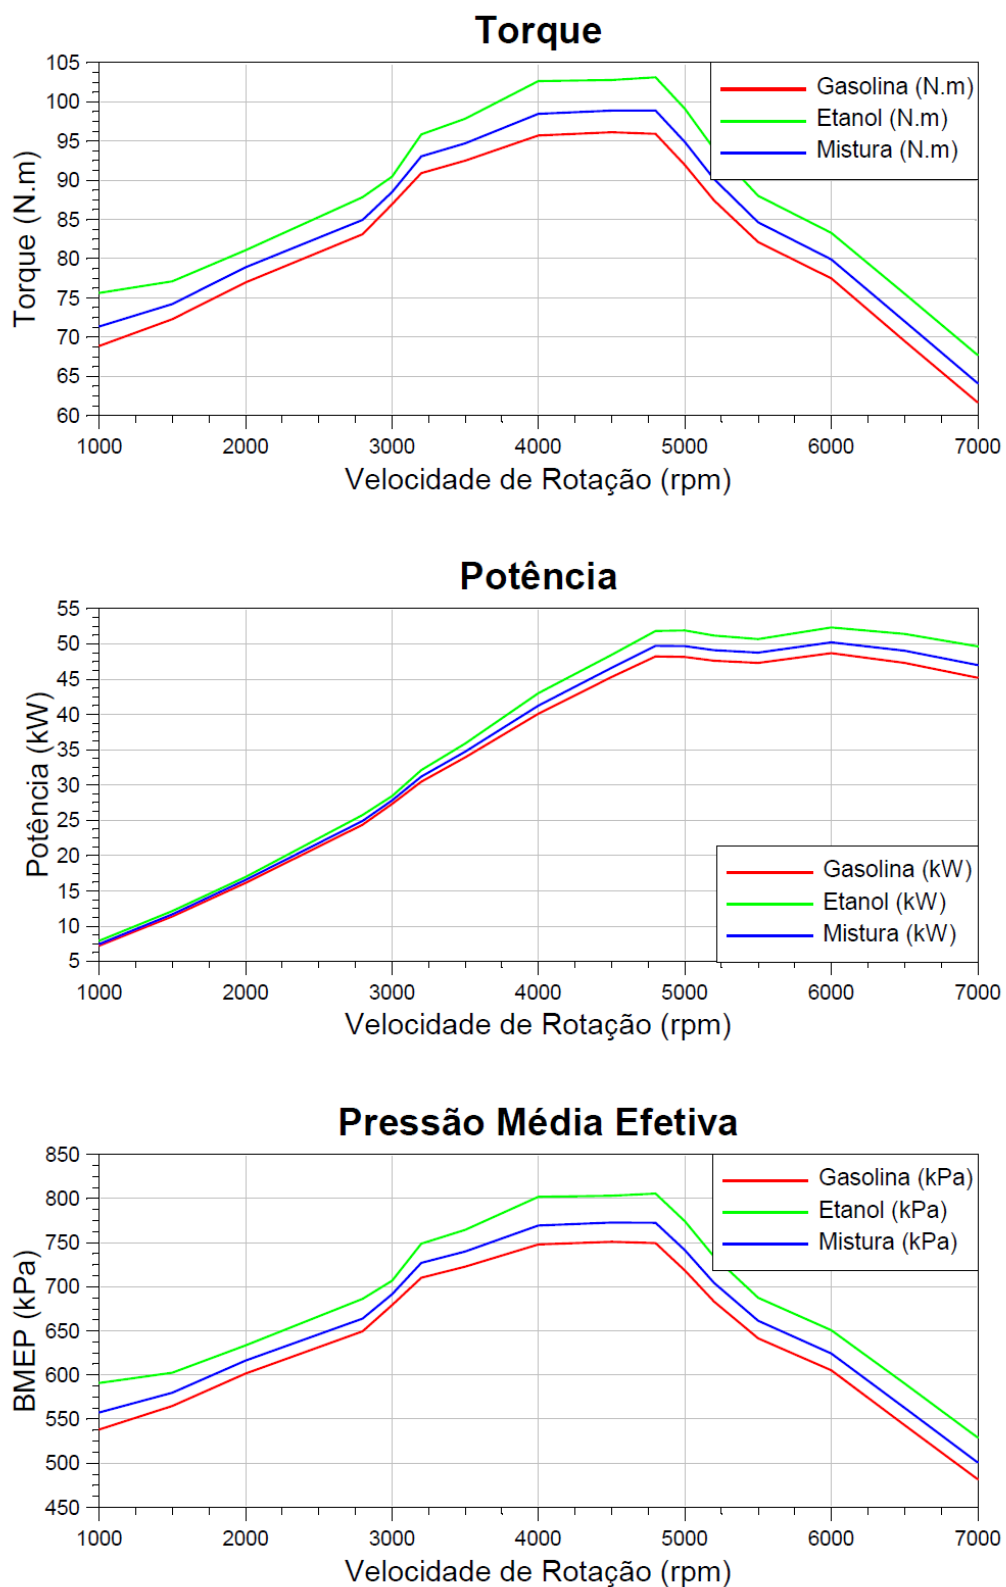 Torque
105
100
95
90
85
80
75
70
65
60
Torque (N.m)
Gasolina (N.m)
Etanol (N.m)
Mistura (N.m)
1000 2000 3000 4000 5000 6000 7000
Velocidade de Rotação (rpm)
Potência
55
50
45
40
35
30
25
20
15
10
5
Potência (kW)
Gasolina (kW)
Etanol (kW)
Mistura (kW)
1000 2000 3000 4000 5000 6000 7000
Velocidade de Rotação (rpm)
Pressão Média Efetiva
850
800
750
700
650
600
550
500
450
BMEP (kPa)
Gasolina (kPa)
Etanol (kPa)
Mistura (kPa)
1000 2000 3000 4000 5000 6000 7000
Velocidade de Rotação (rpm)